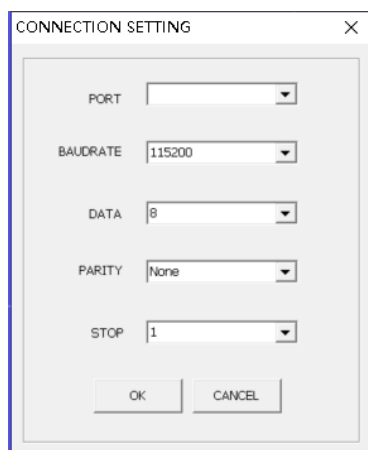 CONNECTION SETTING
PORT
BAUDRATE 115200
DATA 8
PARITY None
STOP 1
OK CANCEL